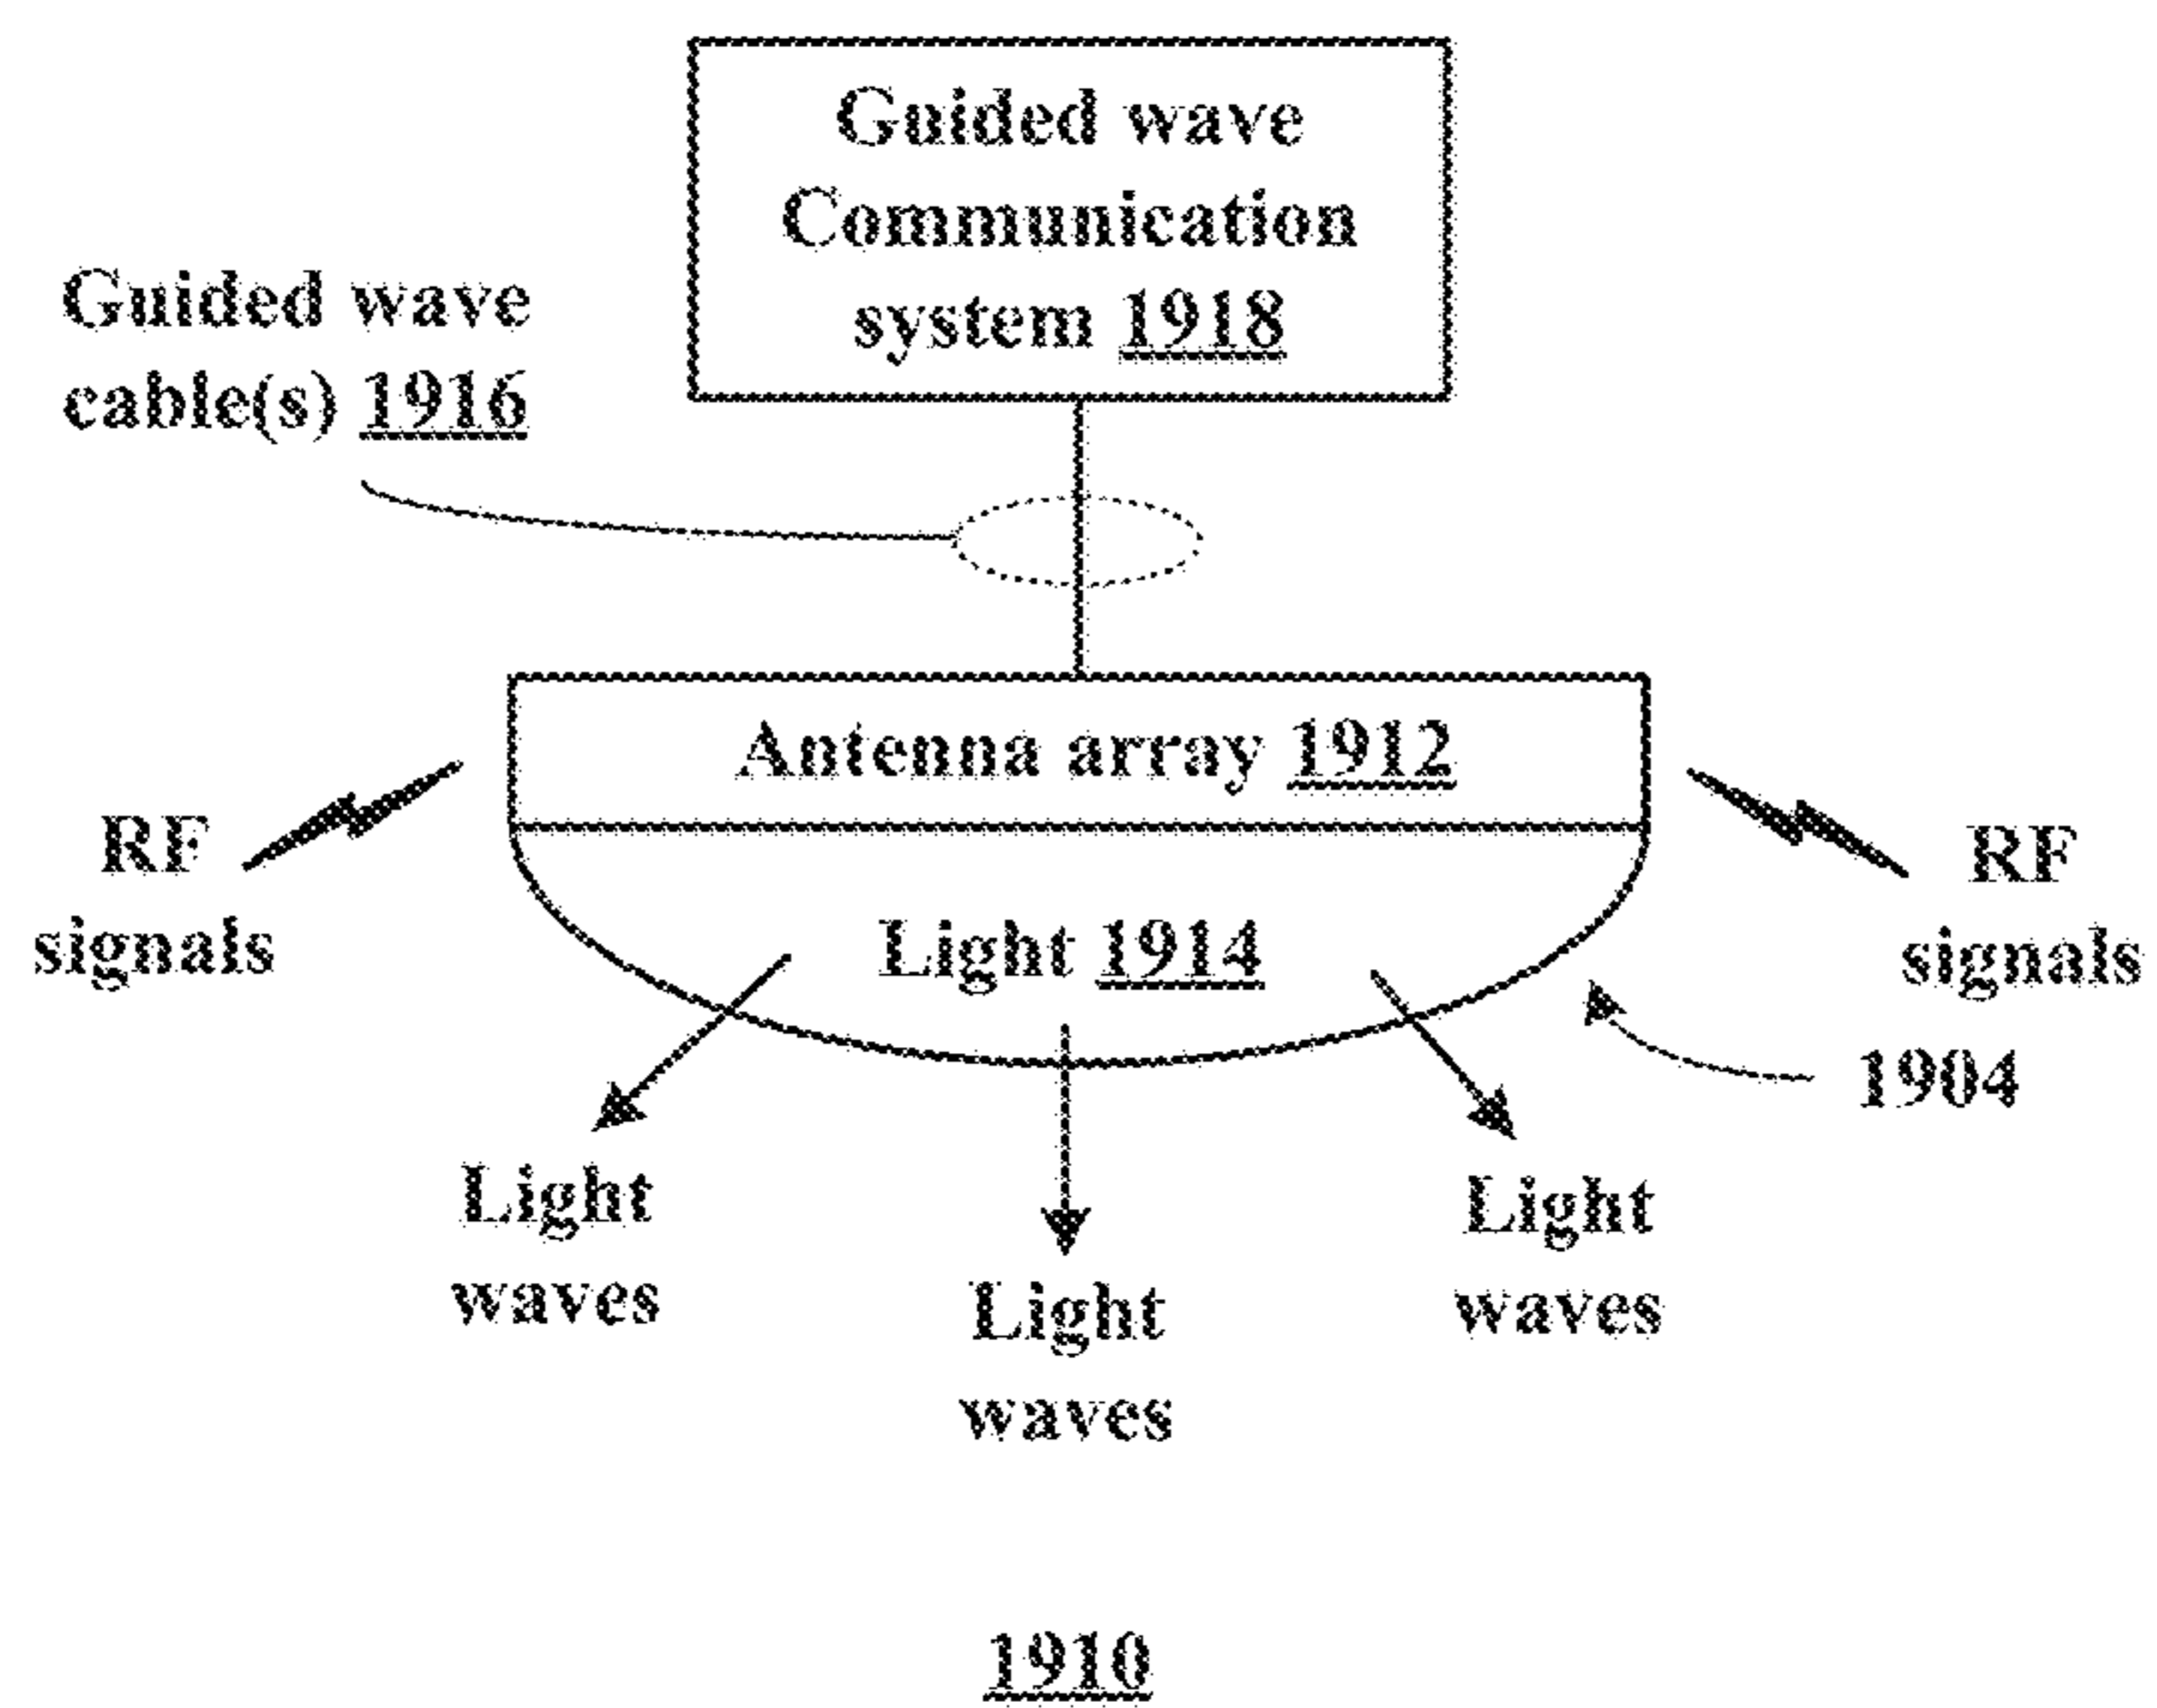 Guided wave
Communication
system 1918
Guided wave
cable(s) 1916
Antenna array 1912
RF
signals
RF
signals
Light 1914
1904
Light
waves
Light
waves
Light
waves
1910